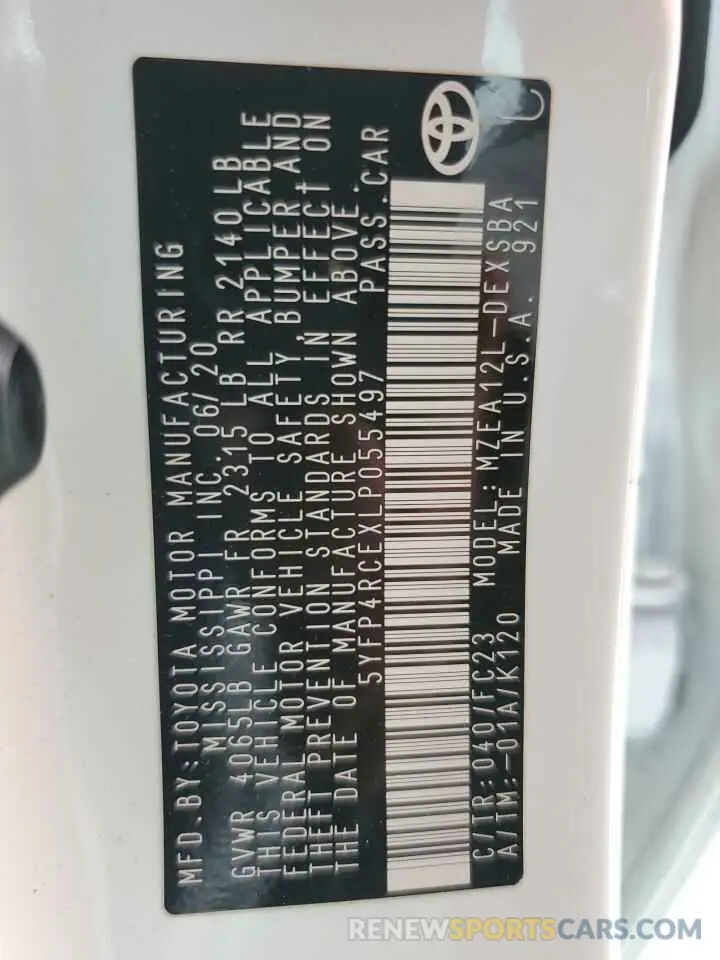 MFD.BY:TOYOTA MOTOR MANUFACTURING
MISSISSIPPI INC. 06/20
GVWR 4065LB GAWR FR 2315 LB RR 2140LB
THIS VEHICLE CONFORMS TO ALL APPLICABLE
FEDERAL MOTOR VEHICLE SAFETY, BUMPER AND
THEFT PREVENTION STANDARDS IN EFFECT ON
THE DATE OF MANUFACTURE SHOWN ABOVE.
5YFP4RCEXLP055497 PASS.CAR
C/TR:040/FC23 MODEL:MZEA12L-DEXSBA
A/TM:-01A/K120 MADE IN U.S.A. 921
RENEWSPORTSCARS.COM